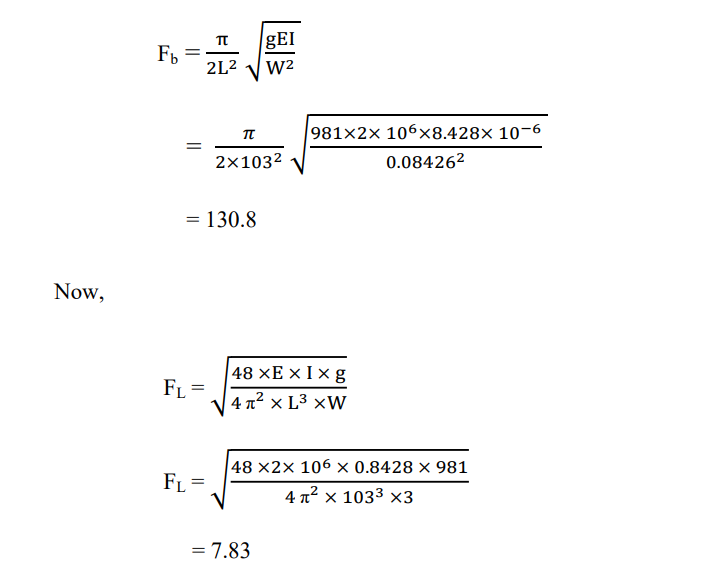 F_b = π/(2L²) √(gEI/W²)
= π/(2×103²) √((981×2× 10⁶×8.428× 10⁻⁶)/0.08426²)
= 130.8
Now,
F_L = √((48 ×E × I × g)/(4 π² × L³ ×W))
F_L = √((48 ×2× 10⁶ × 0.8428 × 981)/(4 π² × 103³ ×3))
= 7.83